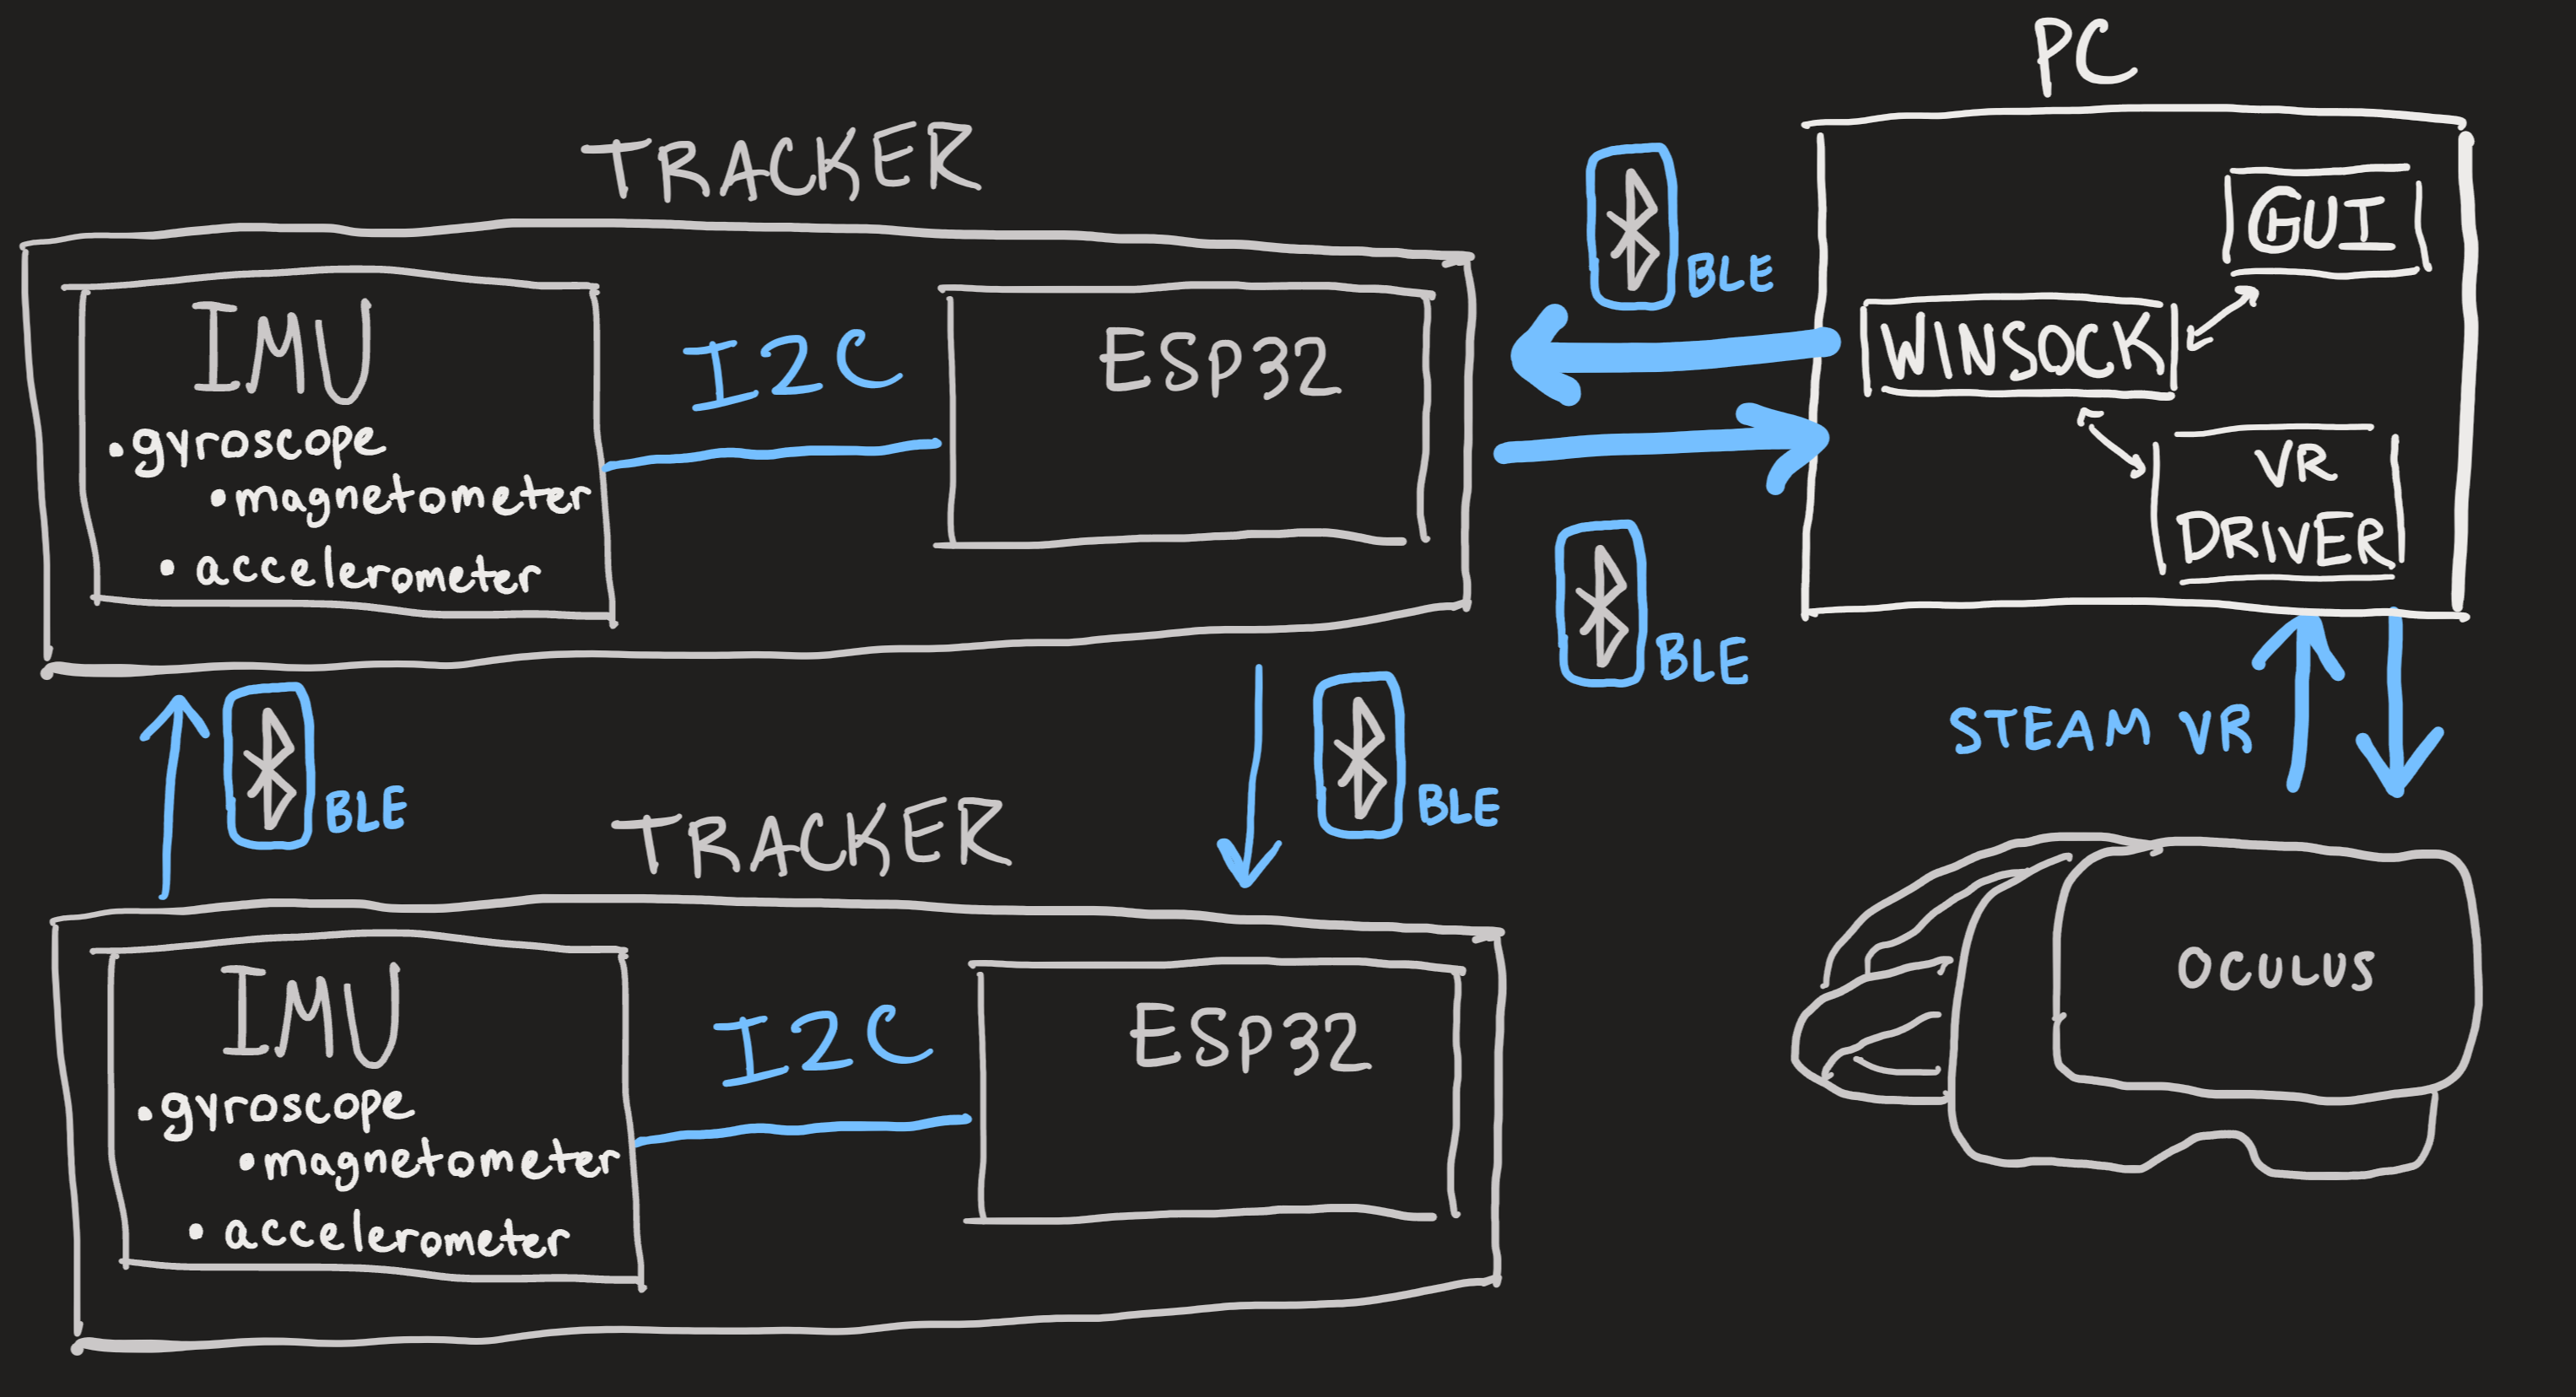 PC
TRACKER
BLE
GUI
IMU
I2C
ESP32
WINSOCK
•gyroscope
•magnetometer
• accelerometer
VR
DRIVER
BLE
BLE
BLE
STEAM VR
TRACKER
IMU
I2C
ESP32
OCULUS
•gyroscope
•magnetometer
• accelerometer